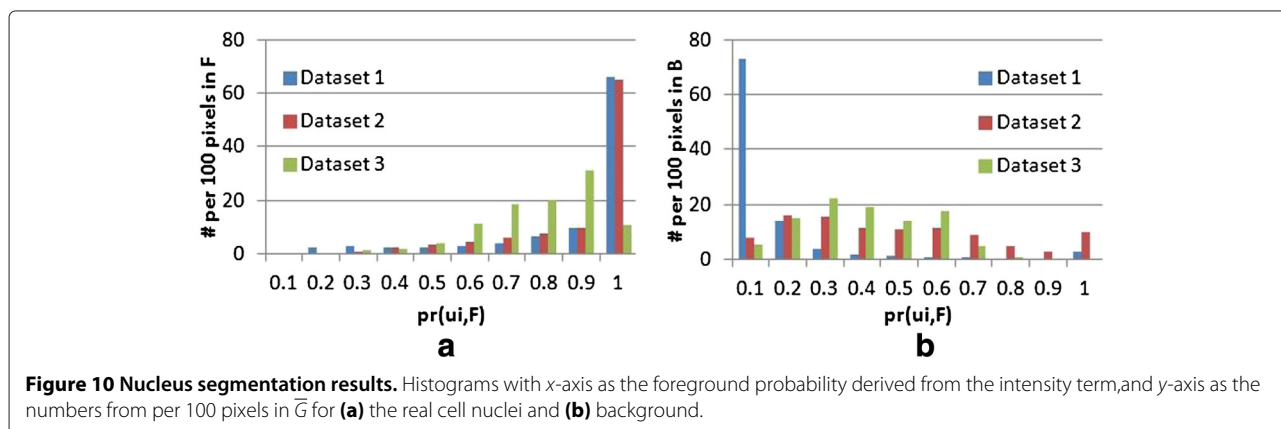 80
60
40
20
0
# per 100 pixels in F
Dataset 1
Dataset 2
Dataset 3
0.1 0.2 0.3 0.4 0.5 0.6 0.7 0.8 0.9 1
pr(ui,F)
a
80
60
40
20
0
# per 100 pixels in B
Dataset 1
Dataset 2
Dataset 3
0.1 0.2 0.3 0.4 0.5 0.6 0.7 0.8 0.9 1
pr(ui,F)
b
Figure 10 Nucleus segmentation results. Histograms with x-axis as the foreground probability derived from the intensity term,and y-axis as the
numbers from per 100 pixels in G̅ for (a) the real cell nuclei and (b) background.